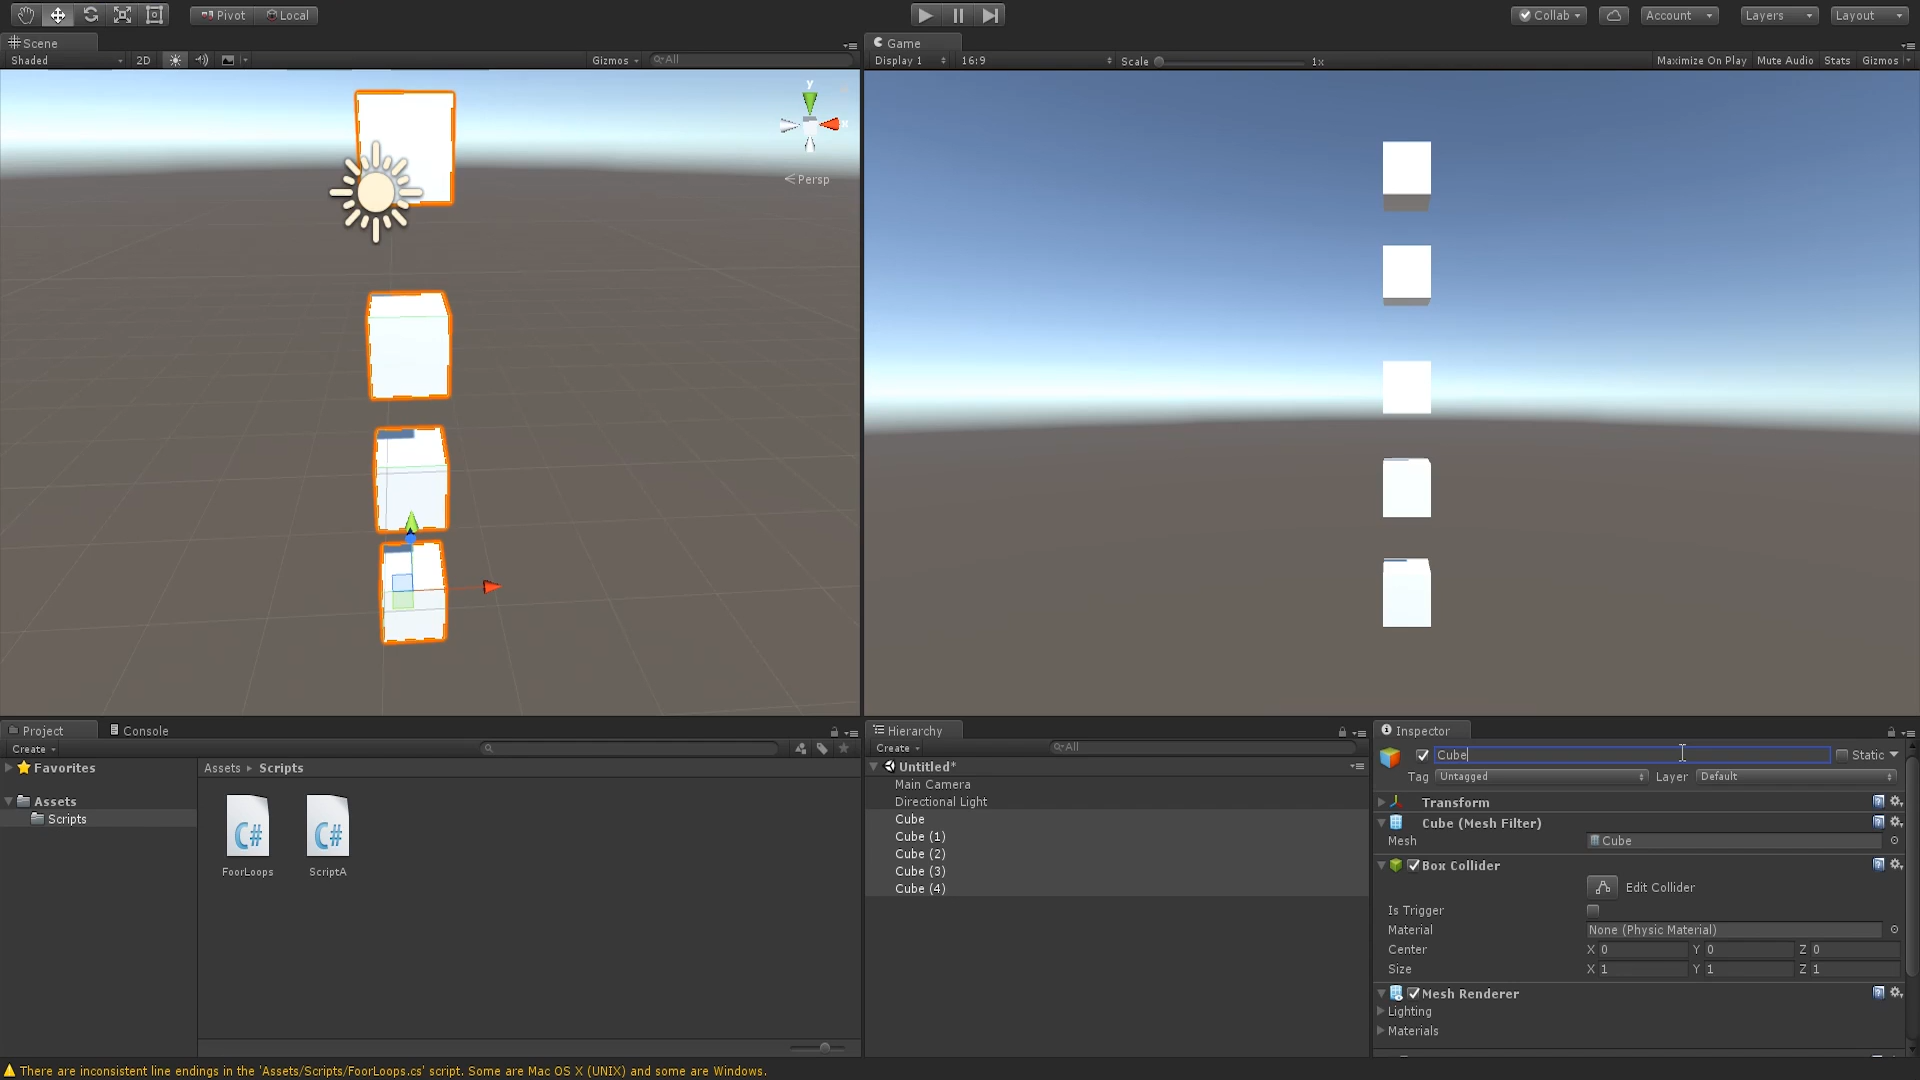 Pivot Local Collab Account Layers Layout
Scene
Shaded 2D Gizmos All
y
x
Persp
Game
Display 1 16:9 Scale 1x Maximize On Play Mute Audio Stats Gizmos
Project Console
Create
Favorites
Assets
Scripts
Assets Scripts
C# C#
FoorLoops ScriptA
Hierarchy
Create All
Untitled*
Main Camera
Directional Light
Cube
Cube (1)
Cube (2)
Cube (3)
Cube (4)
Inspector
Cube Static
Tag Untagged Layer Default
Transform
Cube (Mesh Filter)
Mesh Cube
Box Collider
Edit Collider
Is Trigger
Material None (Physic Material)
Center X 0 Y 0 Z 0
Size X 1 Y 1 Z 1
Mesh Renderer
Lighting
Materials
There are inconsistent line endings in the 'Assets/Scripts/FoorLoops.cs' script. Some are Mac OS X (UNIX) and some are Windows.